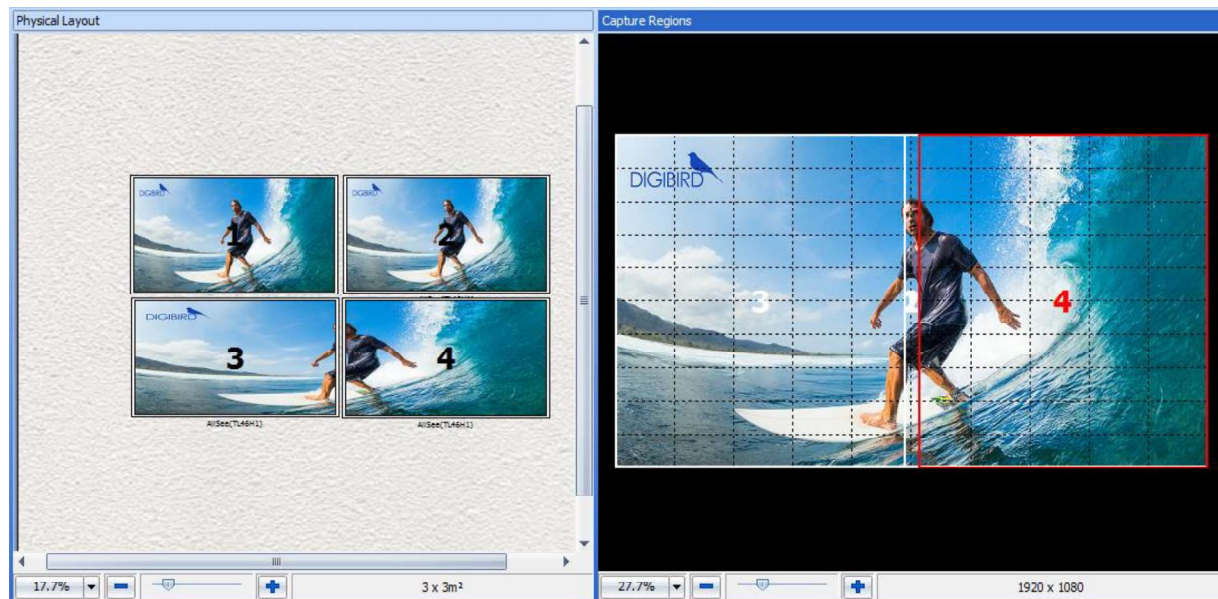 Physical Layout
Capture Regions
DIGIBIRD
1
DIGIBIRD
2
DIGIBIRD
3
AllSee(TL46H1)
4
AllSee(TL46H1)
DIGIBIRD
3
2
4
17.7%
3 x 3m²
27.7%
1920 x 1080